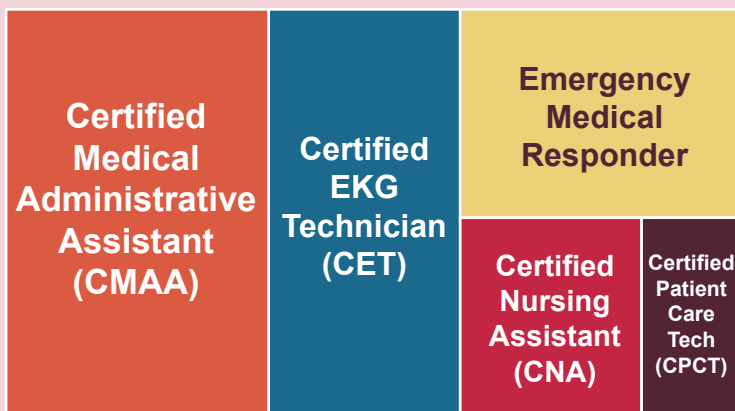 Certified
Medical
Administrative
Assistant
(CMAA)
Certified
EKG
Technician
(CET)
Emergency
Medical
Responder
Certified
Nursing
Assistant
(CNA)
Certified
Patient
Care
Tech
(CPCT)